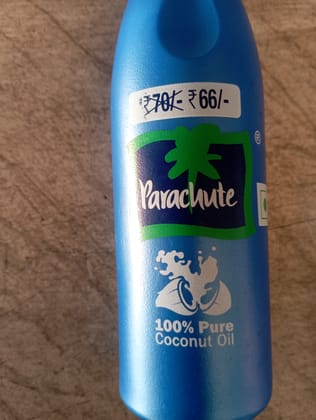 ₹70/- ₹66/-
®
Parachute
100% Pure
Coconut Oil